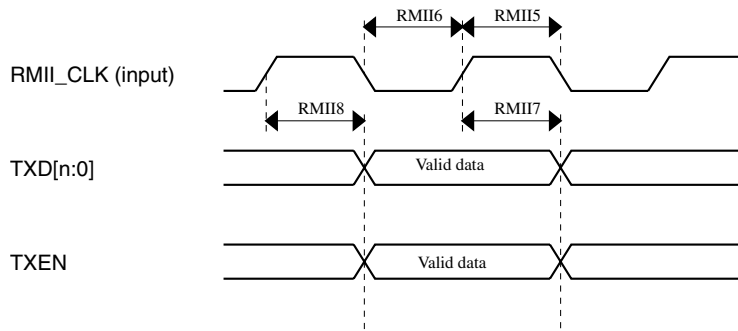 RMII6 RMII5
RMII_CLK (input)
RMII8 RMII7
TXD[n:0] Valid data
TXEN Valid data